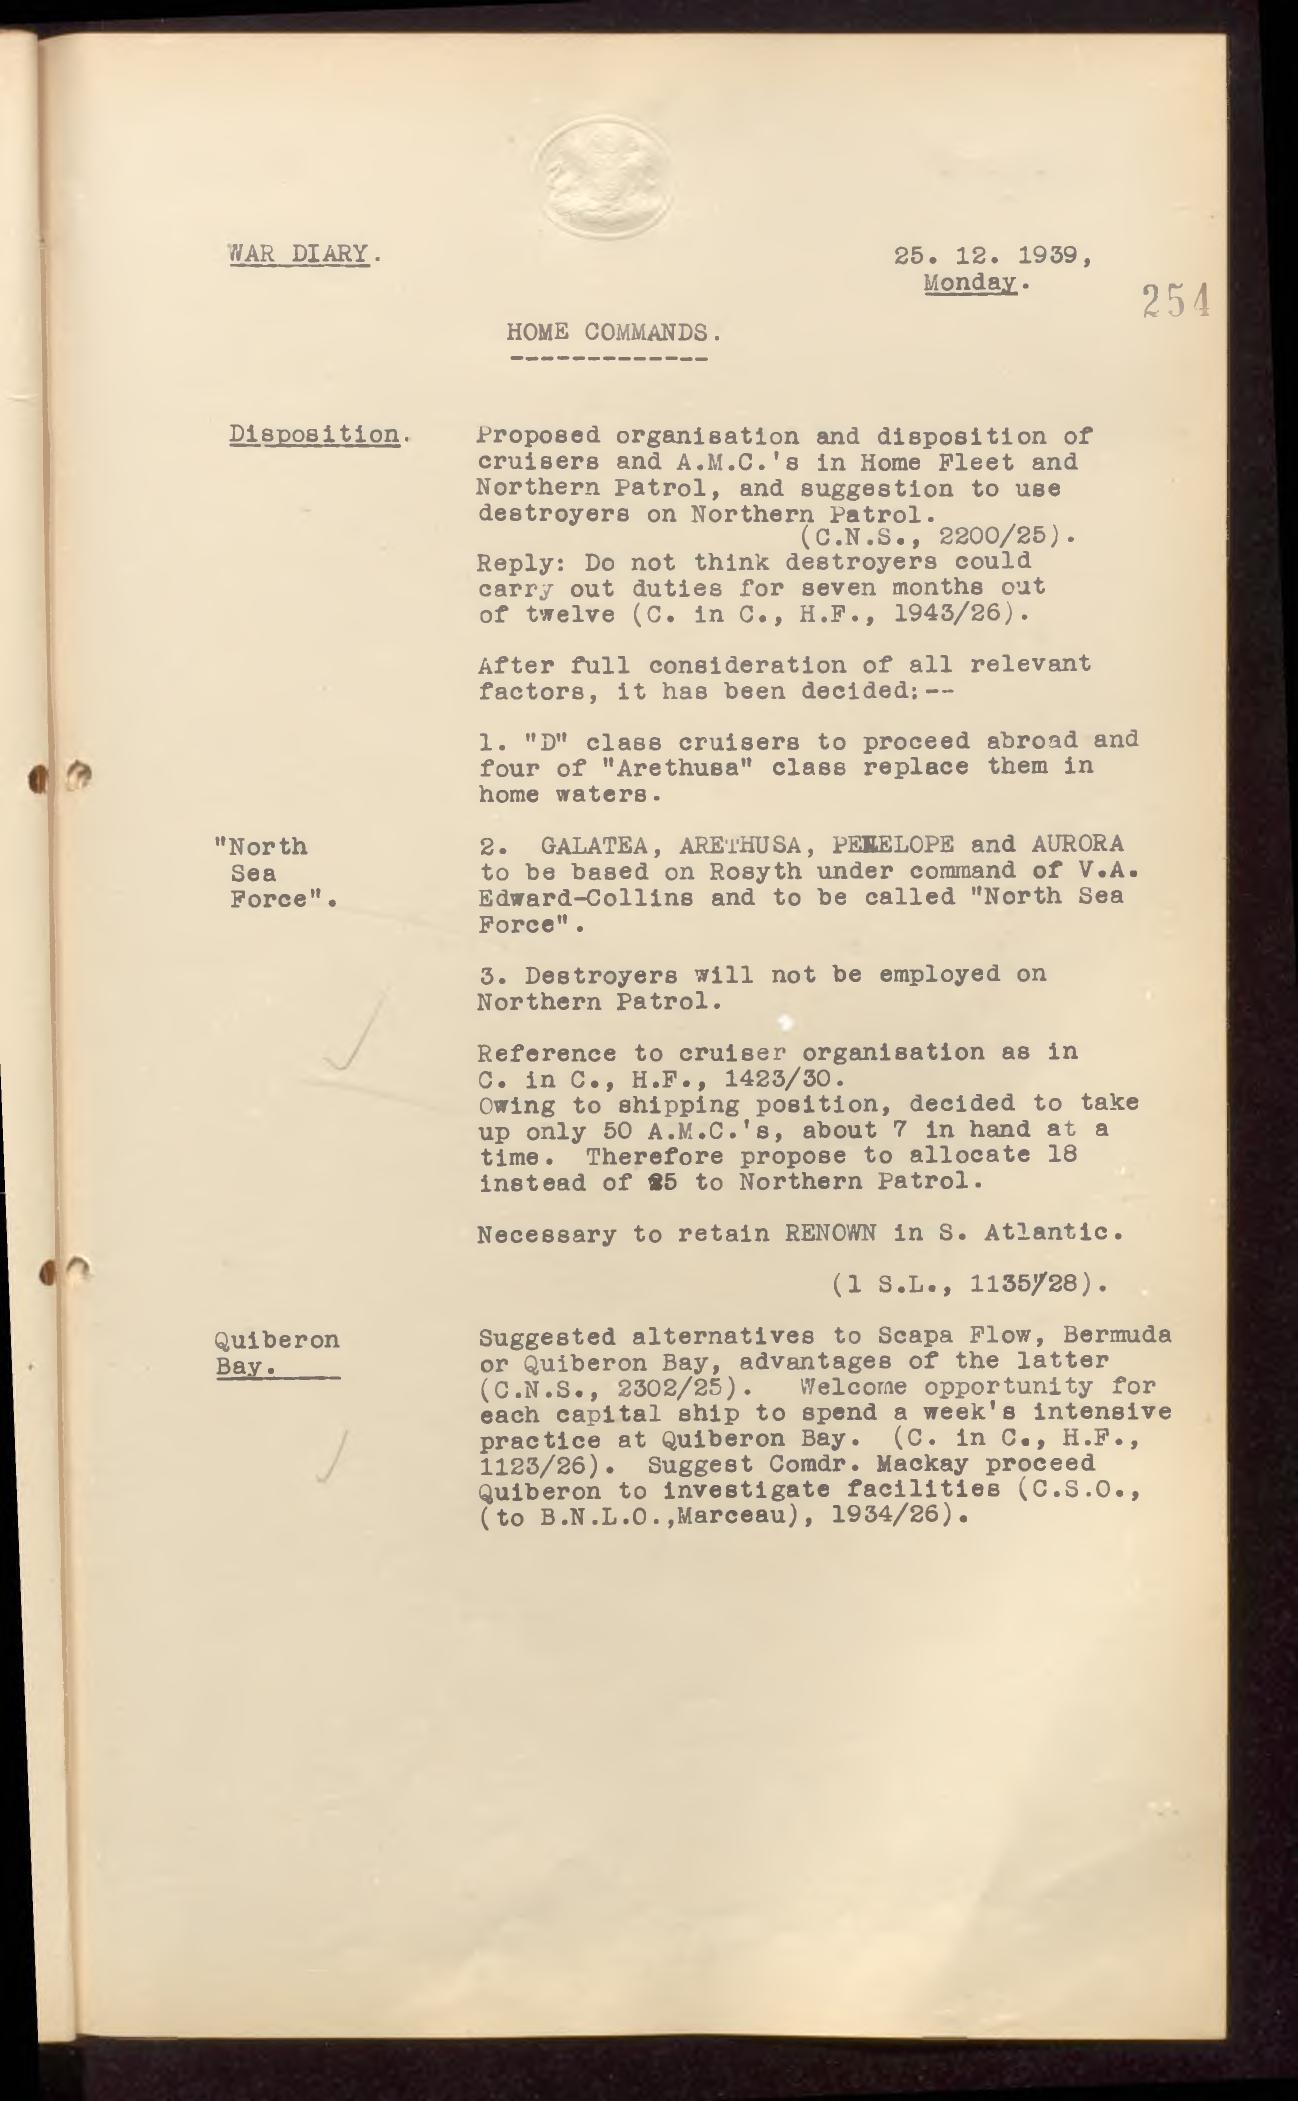 WAR DIARY.
25. 12. 1939,
Monday.
254
HOME COMMANDS.
-------------
Disposition.
Proposed organisation and disposition of
cruisers and A.M.C.'s in Home Fleet and
Northern Patrol, and suggestion to use
destroyers on Northern Patrol.
(C.N.S., 2200/25).
Reply: Do not think destroyers could
carry out duties for seven months out
of twelve (C. in C., H.F., 1943/26).
After full consideration of all relevant
factors, it has been decided:--
1. "D" class cruisers to proceed abroad and
four of "Arethusa" class replace them in
home waters.
"North
Sea
Force".
2. GALATEA, ARETHUSA, PENELOPE and AURORA
to be based on Rosyth under command of V.A.
Edward-Collins and to be called "North Sea
Force".
3. Destroyers will not be employed on
Northern Patrol.
Reference to cruiser organisation as in
C. in C., H.F., 1423/30.
Owing to shipping position, decided to take
up only 50 A.M.C.'s, about 7 in hand at a
time. Therefore propose to allocate 18
instead of 25 to Northern Patrol.
Necessary to retain RENOWN in S. Atlantic.
(1 S.L., 1135/28).
Quiberon
Bay.
Suggested alternatives to Scapa Flow, Bermuda
or Quiberon Bay, advantages of the latter
(C.N.S., 2302/25). Welcome opportunity for
each capital ship to spend a week's intensive
practice at Quiberon Bay. (C. in C., H.F.,
1123/26). Suggest Comdr. Mackay proceed
Quiberon to investigate facilities (C.S.O.,
(to B.N.L.O.,Marceau), 1934/26).